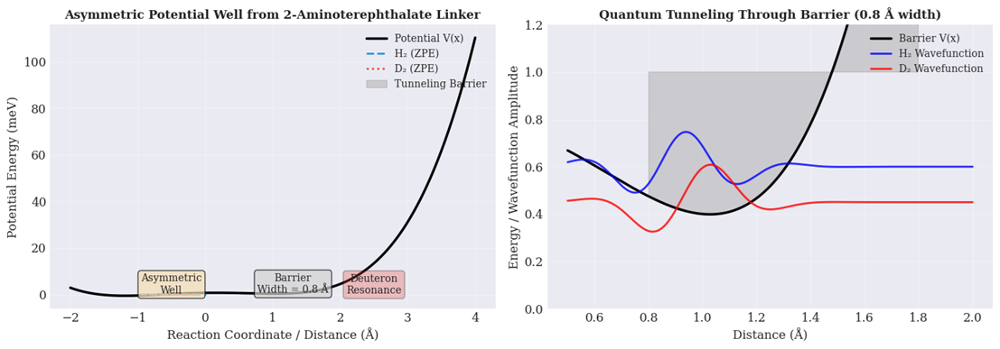 Asymmetric Potential Well from 2-Aminoterephthalate Linker
Potential Energy (meV)
100
80
60
40
20
0
Potential V(x)
H₂ (ZPE)
D₂ (ZPE)
Tunneling Barrier
Asymmetric
Well
Barrier
Width = 0.8 Å
Deuteron
Resonance
−2
−1
0
1
2
3
4
Reaction Coordinate / Distance (Å)
Quantum Tunneling Through Barrier (0.8 Å width)
Energy / Wavefunction Amplitude
1.2
1.0
0.8
0.6
0.4
0.2
0.0
Barrier V(x)
H₂ Wavefunction
D₂ Wavefunction
0.6
0.8
1.0
1.2
1.4
1.6
1.8
2.0
Distance (Å)